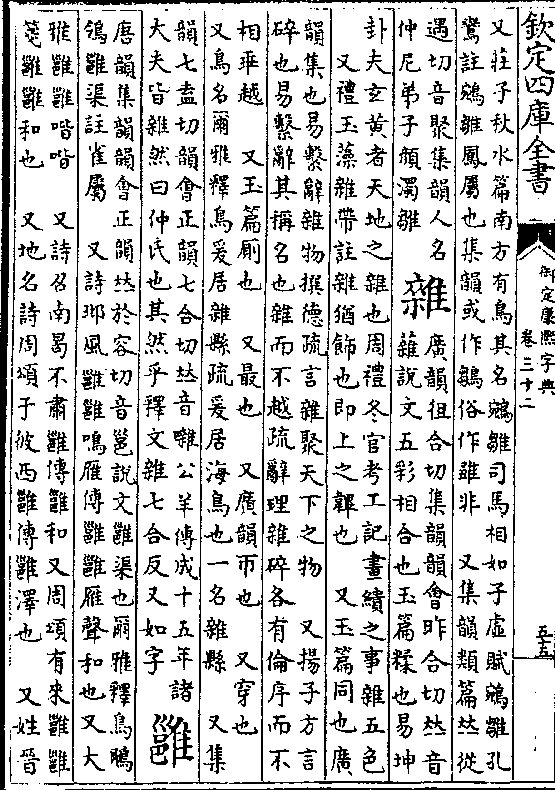 欽定四庫全書
御定康熙字典
卷三十二
五五
又莊子秋水篇南方有鳥其名鵷雛司馬相如子虛賦鵷雛孔
鸞註鵷雛鳳屬也集韻或作鶵俗作雖非　又集韻類篇𠀤從
遇切音聚集韻人名
仲尼弟子顏濁雛
雜
廣韻徂合切集韻韻會昨合切𠀤音
雥說文五彩相合也玉篇糅也易坤
卦夫玄黃者天地之雜也周禮冬官考工記畫繢之事雜五色
又禮玉藻雜帶註雜猶飾也即上之韠也　又玉篇同也廣
韻集也易繫辭雜物撰德疏言雜聚天下之物　又揚子方言
碎也易繫辭其稱名也雜而不越疏辭理雜碎各有倫序而不
相乖越　又玉篇厠也　又最也　又廣韻帀也　又穿也
又鳥名爾雅釋鳥爰居雜縣疏爰居海鳥也一名雜縣　又集
韻七盍切韻會正韻七合切𠀤音囃公羊傳成十五年諸
大夫皆雜然曰仲氏也其然乎釋文雜七合反又如字
雝
唐韻集韻韻會正韻𠀤於容切音邕說文雝渠也爾雅釋鳥䳭
鴒雝渠註雀屬　又詩邶風雝雝鳴雁傳雝雝雁聲和也又大
雅雝雝喈喈　又詩召南曷不肅雝傳雝和又周頌有來雝雝
箋雝雝和也　又地名詩周頌于彼西雝傳雝澤也　又姓晉